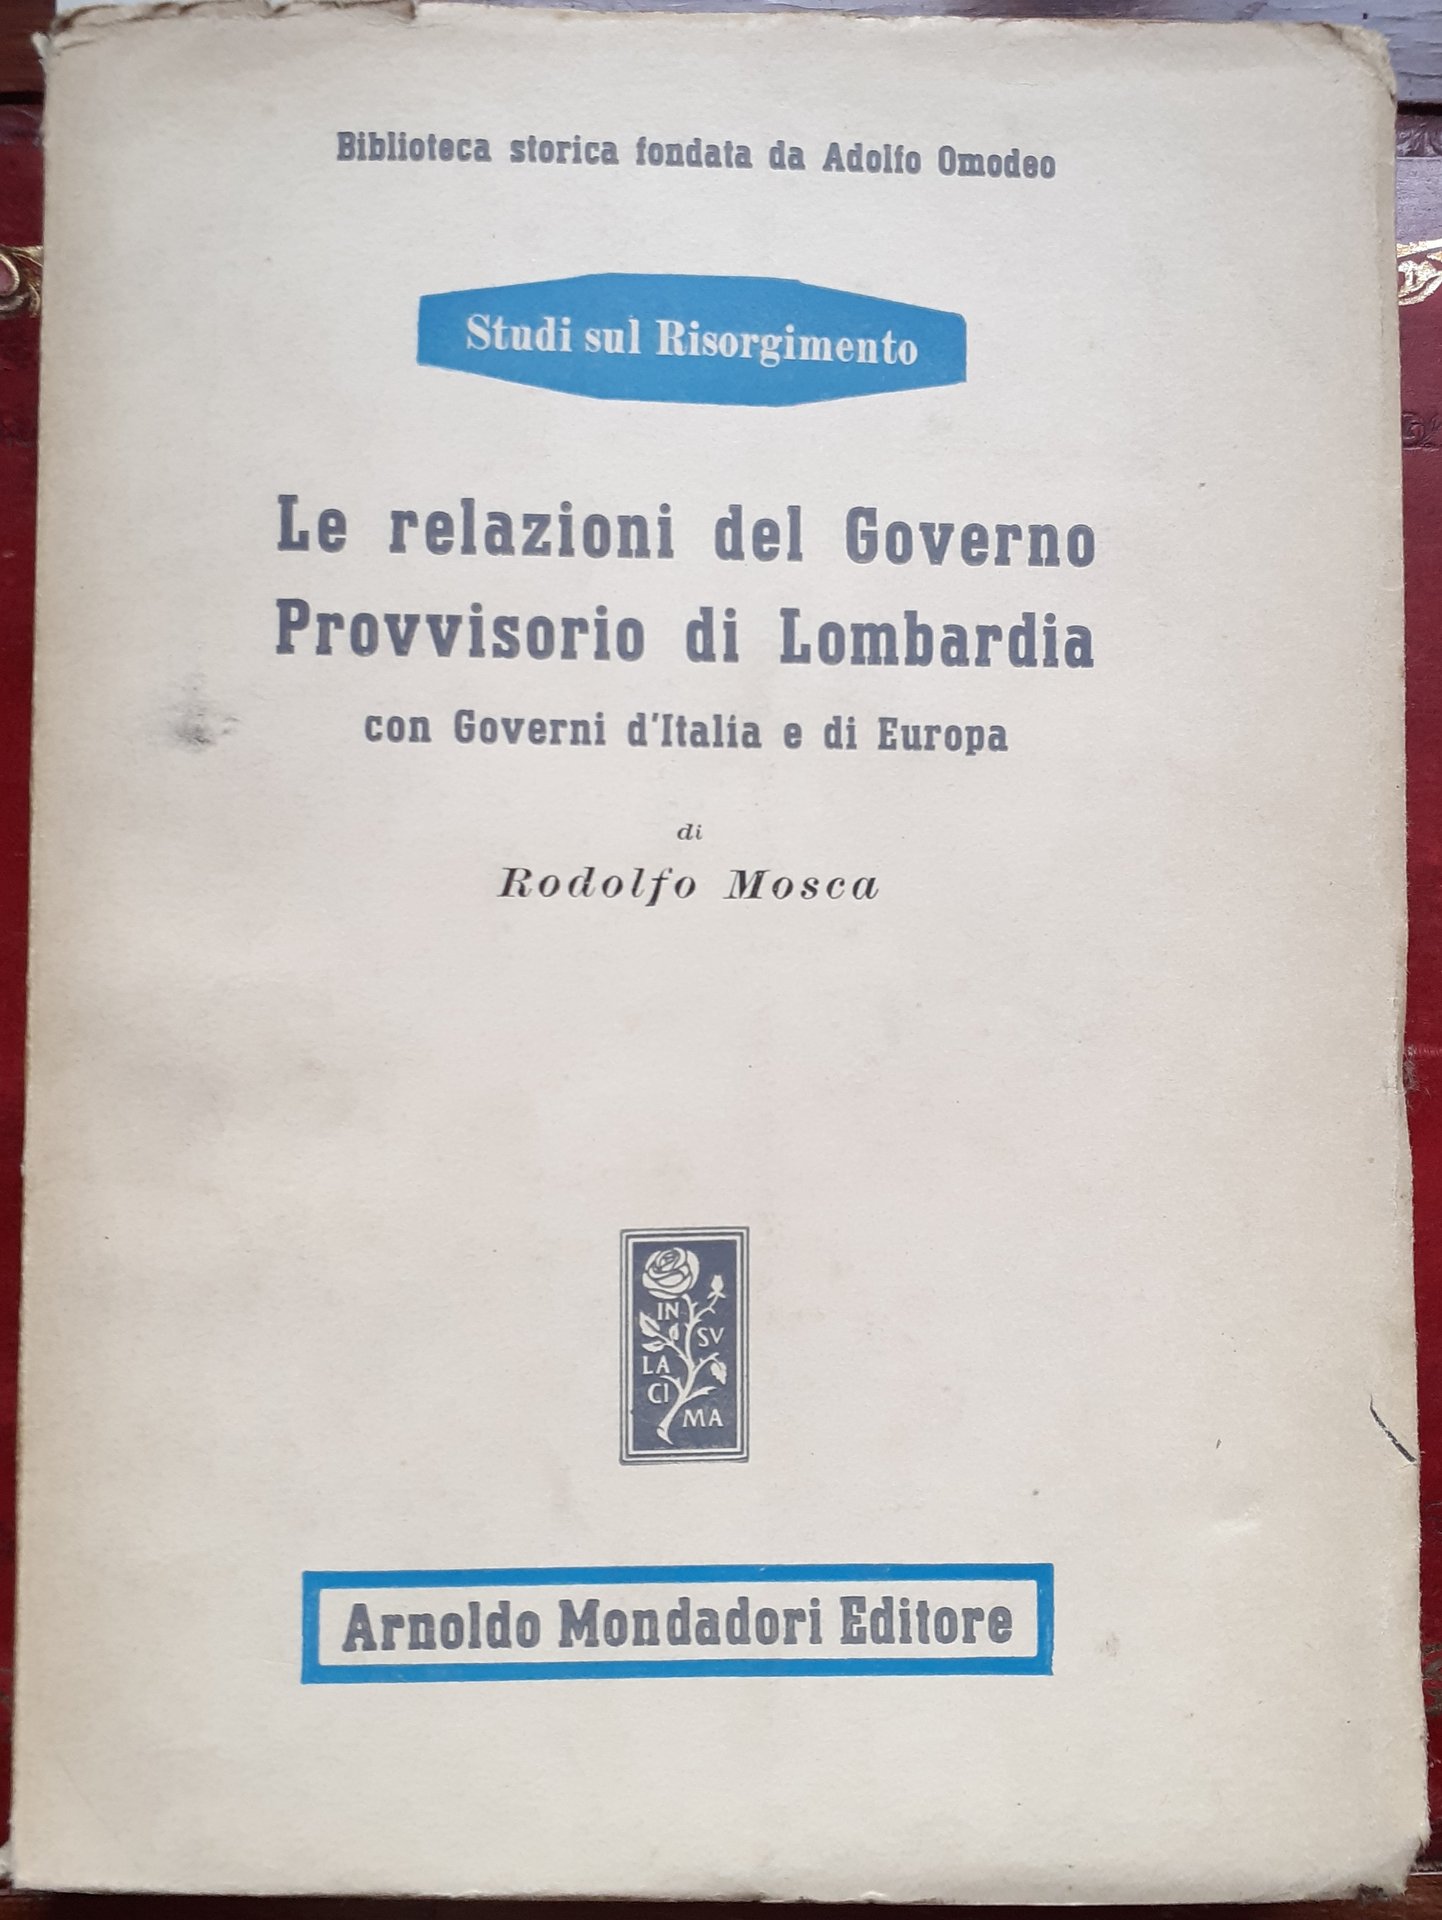 Biblioteca storica fondata da Adolfo Omodeo
Studi sul Risorgimento
Le relazioni del Governo
Provvisorio di Lombardia
con Governi d'Italia e di Europa
di
Rodolfo Mosca
IN
SV
LA
CI
MA
Arnoldo Mondadori Editore